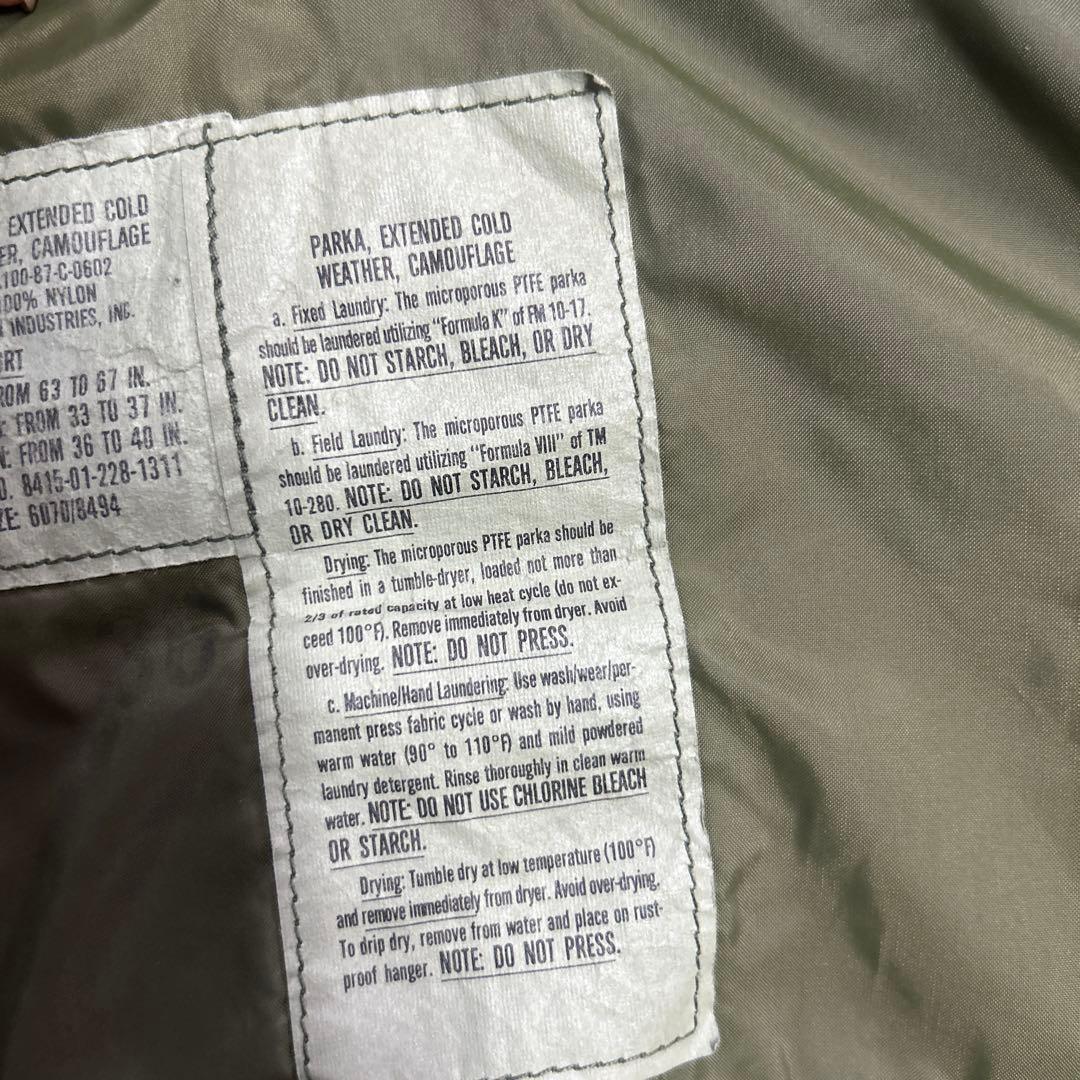 EXTENDED COLD
ER, CAMOUFLAGE
100-87-C-0602
100% NYLON
INDUSTRIES, INC.
RT
ROM 63 TO 67 IN.
: FROM 33 TO 37 IN.
N: FROM 36 TO 40 IN.
O. 8415-01-228-1311
ZE: 6070/8494
PARKA, EXTENDED COLD
WEATHER, CAMOUFLAGE
a. Fixed Laundry: The microporous PTFE parka
should be laundered utilizing "Formula K" of FM 10-17.
NOTE: DO NOT STARCH, BLEACH, OR DRY
CLEAN.
b. Field Laundry: The microporous PTFE parka
should be laundered utilizing "Formula VIII" of TM
10-280. NOTE: DO NOT STARCH, BLEACH,
OR DRY CLEAN.
Drying: The microporous PTFE parka should be
finished in a tumble-dryer, loaded not more than
2/3 of rated capacity at low heat cycle (do not ex-
ceed 100°F). Remove immediately from dryer. Avoid
over-drying. NOTE: DO NOT PRESS.
c. Machine/Hand Laundering: Use wash/wear/per-
manent press fabric cycle or wash by hand, using
warm water (90° to 110°F) and mild powdered
laundry detergent. Rinse thoroughly in clean warm
water. NOTE: DO NOT USE CHLORINE BLEACH
OR STARCH.
Drying: Tumble dry at low temperature (100°F)
and remove immediately from dryer. Avoid over-drying.
To drip dry, remove from water and place on rust-
proof hanger. NOTE: DO NOT PRESS.